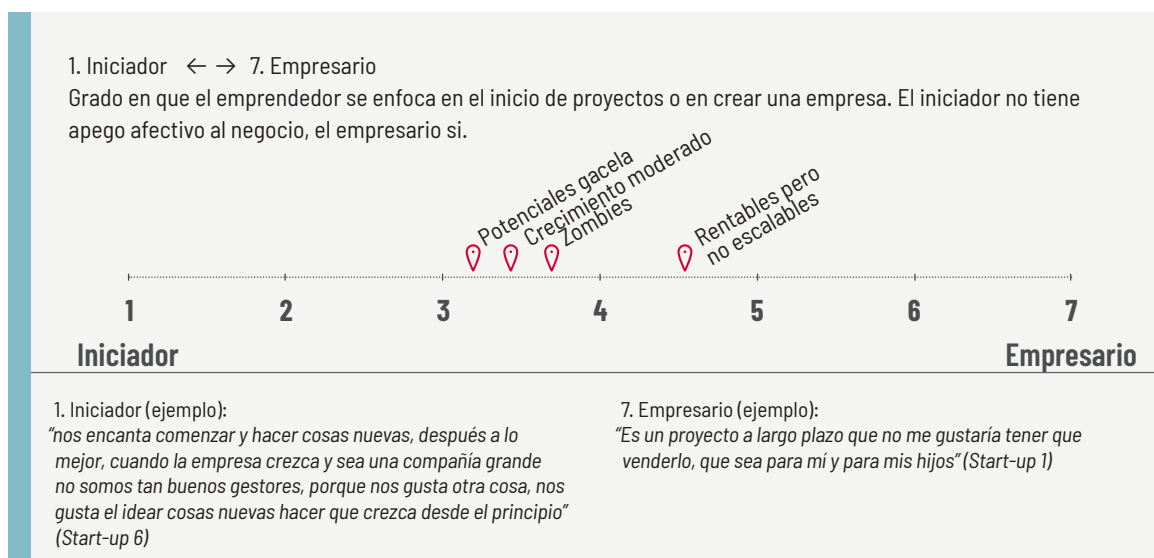 1. Iniciador ← → 7. Empresario
Grado en que el emprendedor se enfoca en el inicio de proyectos o en crear una empresa. El iniciador no tiene
apego afectivo al negocio, el empresario si.
Potenciales gacela
Crecimiento moderado
Zombies
Rentables pero
no escalables
1 2 3 4 5 6 7
Iniciador Empresario
1. Iniciador (ejemplo):
“nos encanta comenzar y hacer cosas nuevas, después a lo
mejor, cuando la empresa crezca y sea una compañía grande
no somos tan buenos gestores, porque nos gusta otra cosa, nos
gusta el idear cosas nuevas hacer que crezca desde el principio”
(Start-up 6)
7. Empresario (ejemplo):
“Es un proyecto a largo plazo que no me gustaría tener que
venderlo, que sea para mí y para mis hijos” (Start-up 1)